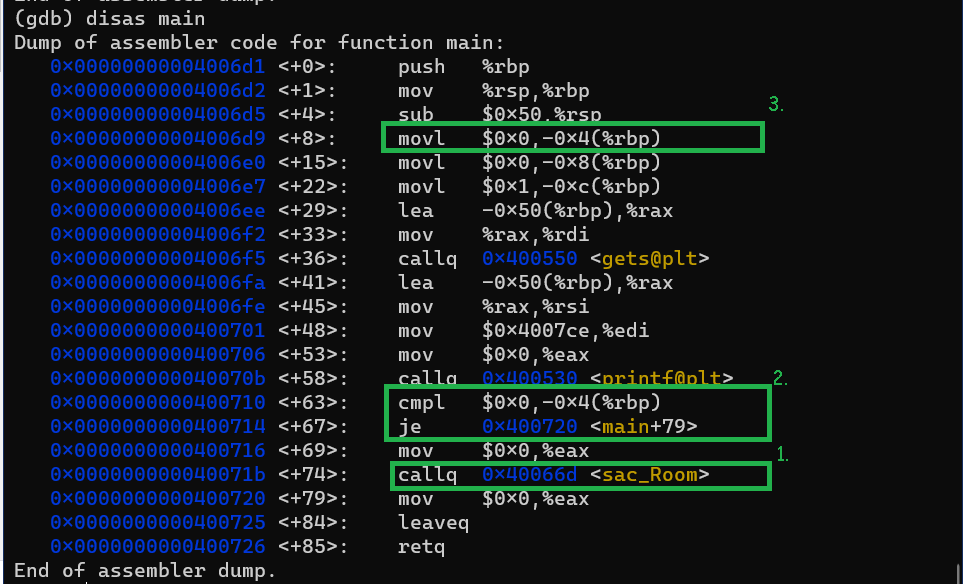 (gdb) disas main
Dump of assembler code for function main:
0x00000000004006d1 <+0>: push %rbp
0x00000000004006d2 <+1>: mov %rsp,%rbp
0x00000000004006d5 <+4>: sub $0x50,%rsp
3.
0x00000000004006d9 <+8>: movl $0x0,-0x4(%rbp)
0x00000000004006e0 <+15>: movl $0x0,-0x8(%rbp)
0x00000000004006e7 <+22>: movl $0x1,-0xc(%rbp)
0x00000000004006ee <+29>: lea -0x50(%rbp),%rax
0x00000000004006f2 <+33>: mov %rax,%rdi
0x00000000004006f5 <+36>: callq 0x400550 <gets@plt>
0x00000000004006fa <+41>: lea -0x50(%rbp),%rax
0x00000000004006fe <+45>: mov %rax,%rsi
0x0000000000400701 <+48>: mov $0x4007ce,%edi
0x0000000000400706 <+53>: mov $0x0,%eax
0x000000000040070b <+58>: callq 0x400530 <printf@plt> 2.
0x0000000000400710 <+63>: cmpl $0x0,-0x4(%rbp)
0x0000000000400714 <+67>: je 0x400720 <main+79>
0x0000000000400716 <+69>: mov $0x0,%eax 1.
0x000000000040071b <+74>: callq 0x40066d <sac_Room>
0x0000000000400720 <+79>: mov $0x0,%eax
0x0000000000400725 <+84>: leaveq
0x0000000000400726 <+85>: retq
End of assembler dump.